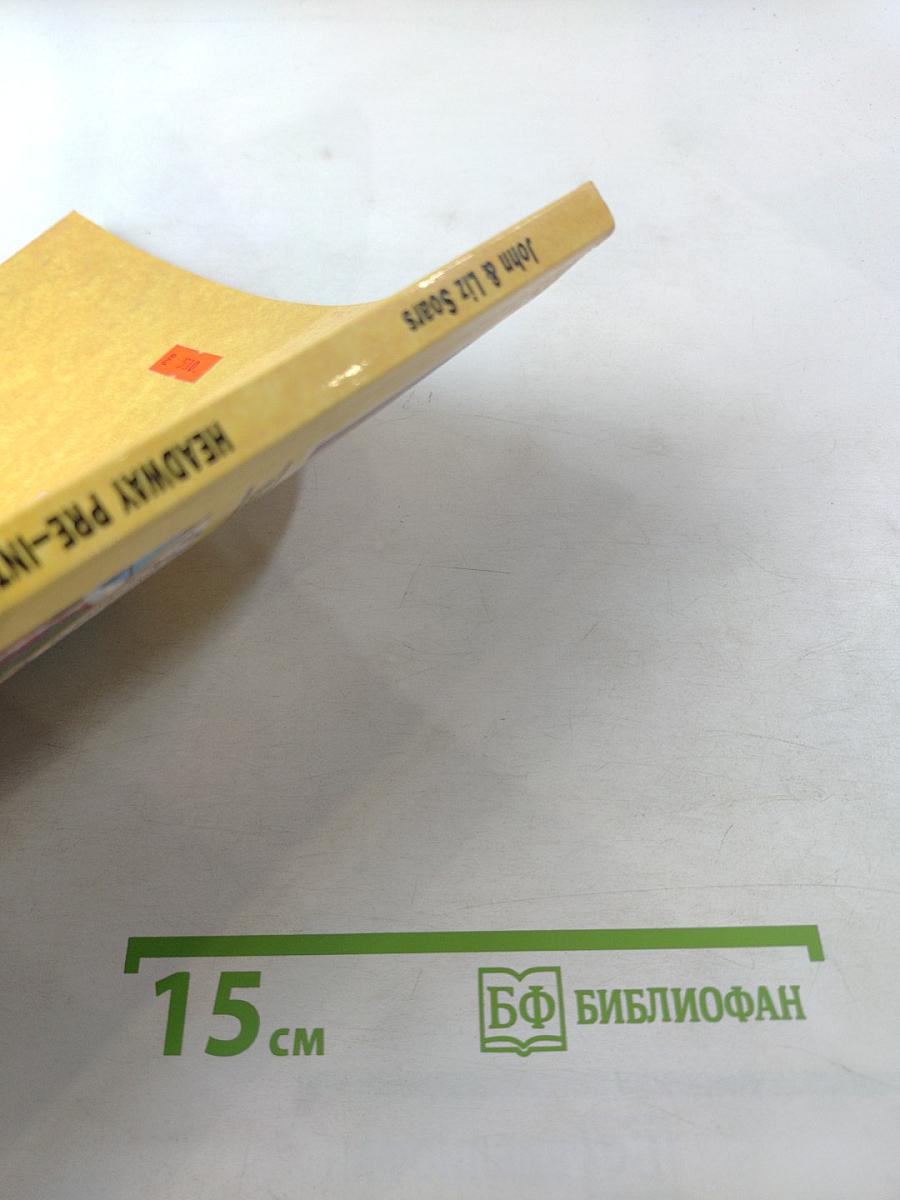 John & Liz Soars
HEADWAY PRE-INT
15 см
БФ БИБЛИОФАН